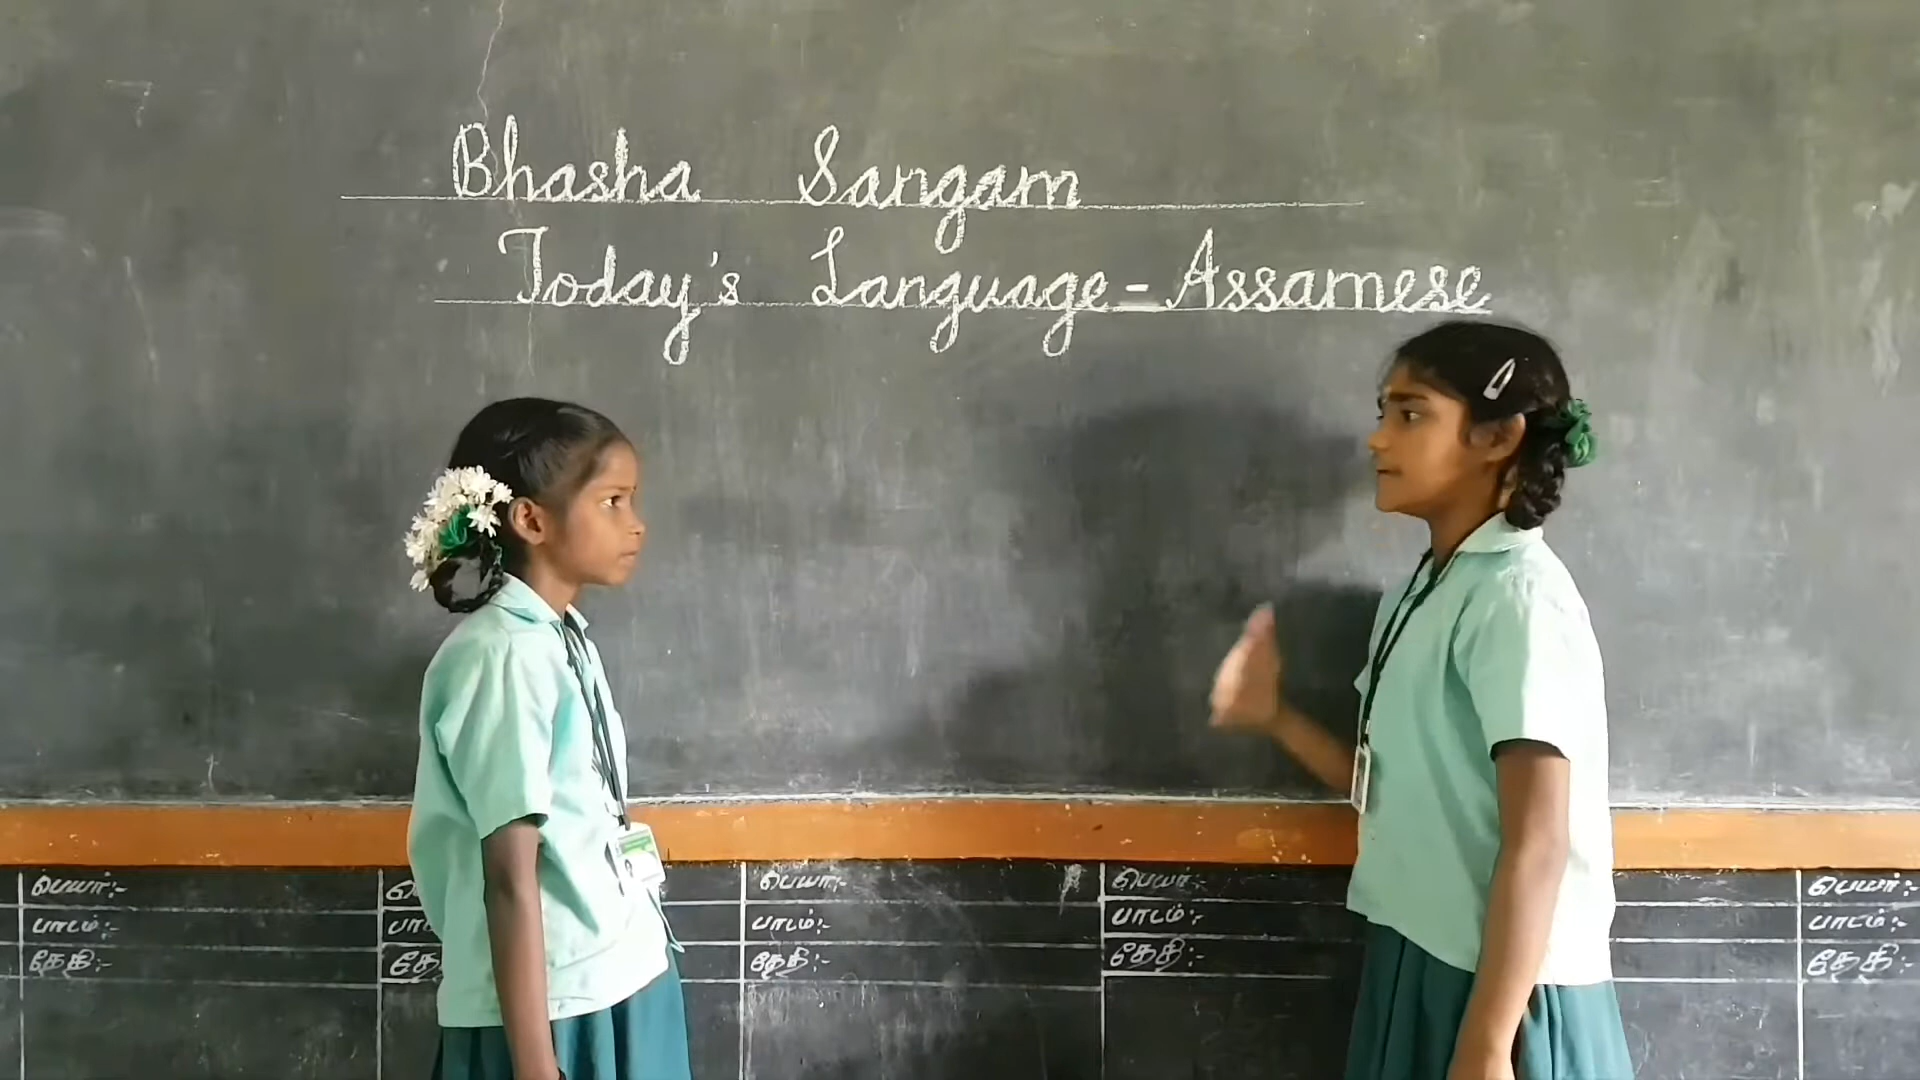 Bhasha Sangam
Today's Language - Assamese
பெயர்:-
பாடம்:-
தேதி:-
பாட
தே
பெயர்:-
பாடம்:-
தேதி:-
பெயர்:-
பாடம்:-
தேதி:-
பெயர்:-
பாடம்:-
தேதி:-